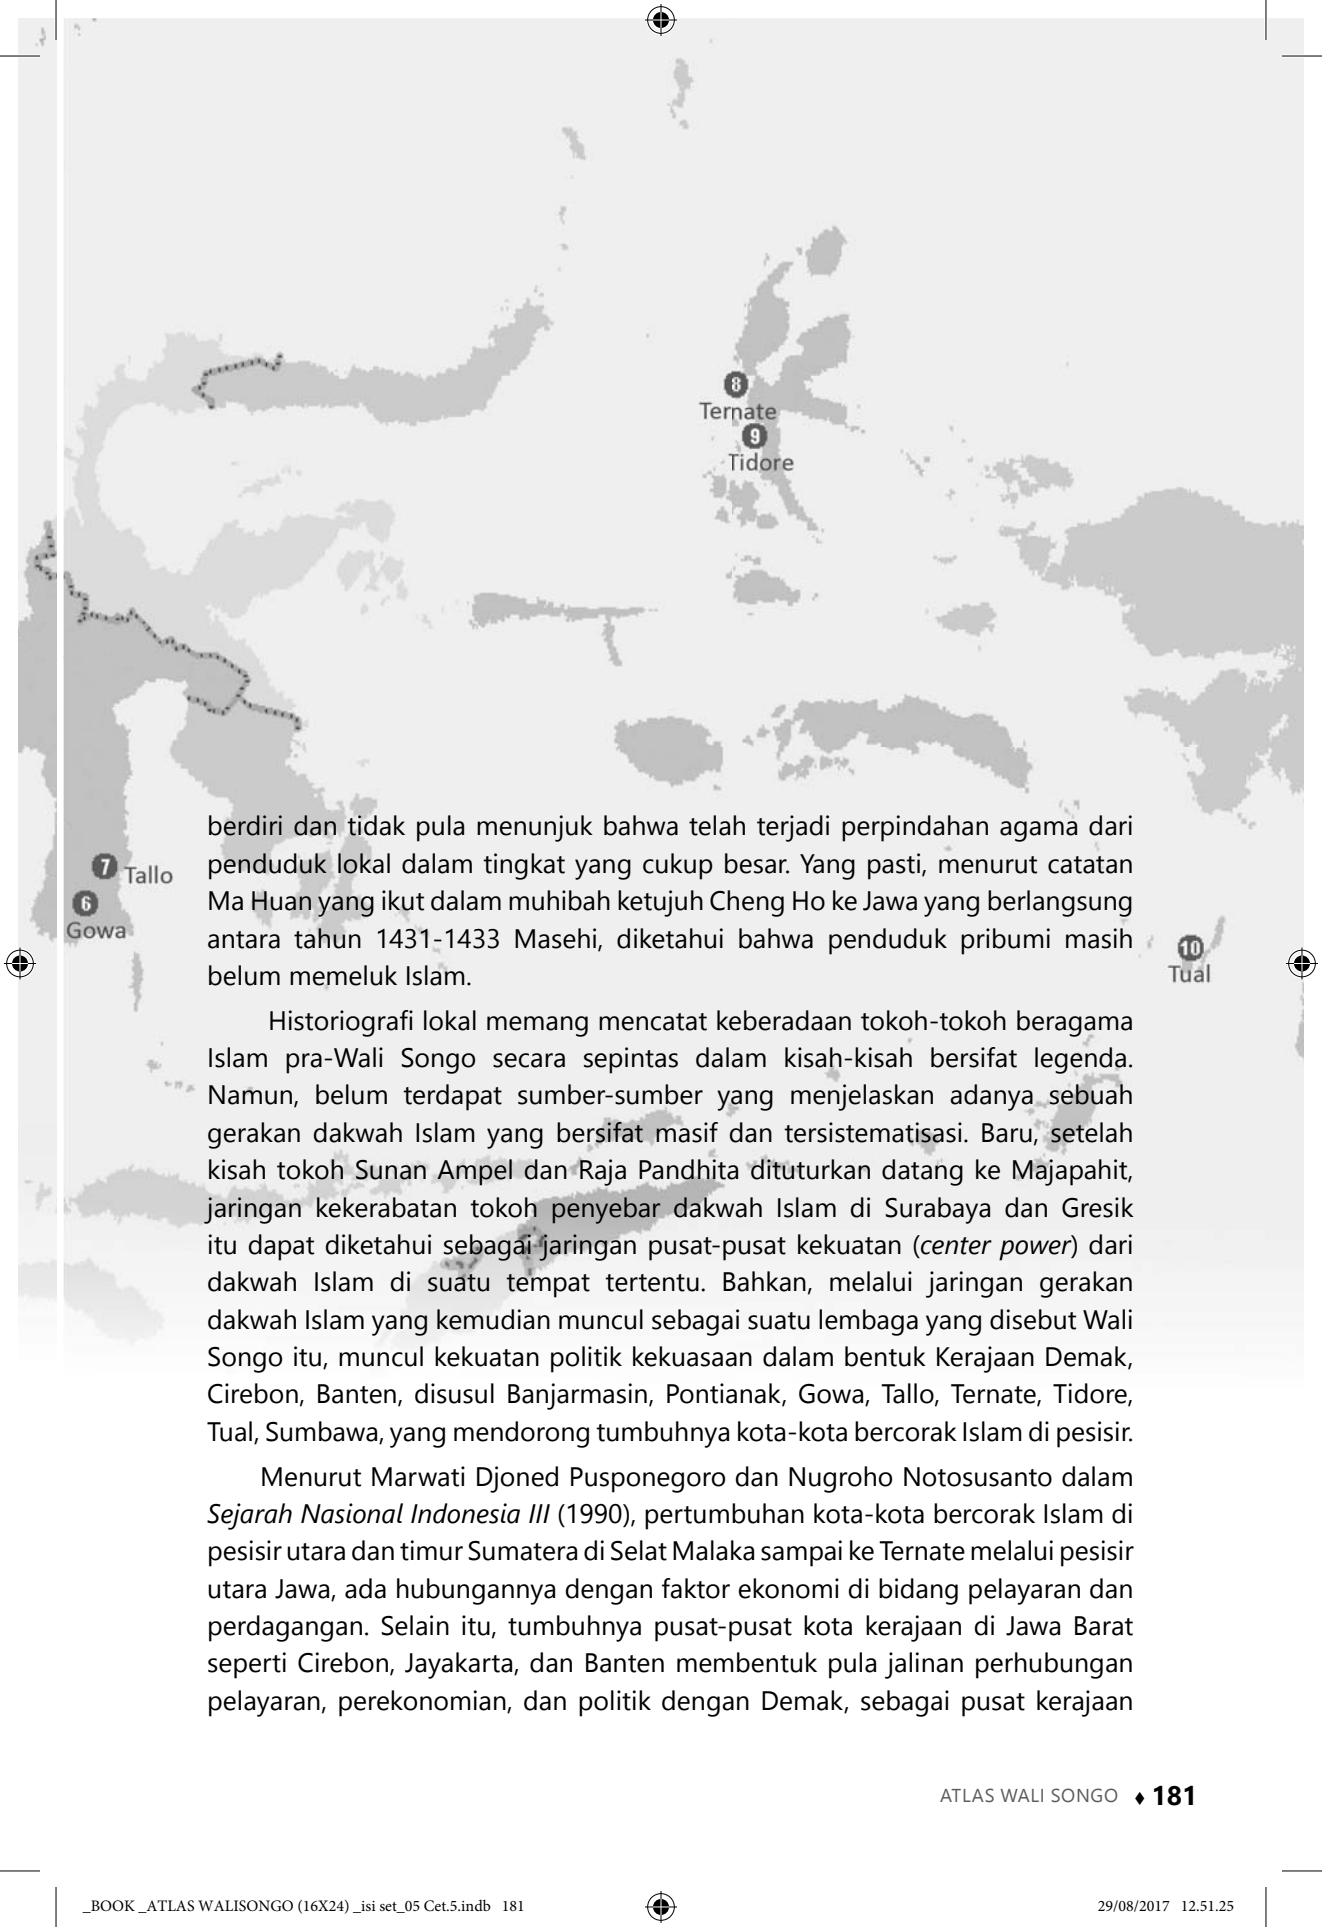 8
Ternate
9
Tidore
7 Tallo
6
Gowa
10
Tual
berdiri dan tidak pula menunjuk bahwa telah terjadi perpindahan agama dari
penduduk lokal dalam tingkat yang cukup besar. Yang pasti, menurut catatan
Ma Huan yang ikut dalam muhibah ketujuh Cheng Ho ke Jawa yang berlangsung
antara tahun 1431-1433 Masehi, diketahui bahwa penduduk pribumi masih
belum memeluk Islam.
Historiografi lokal memang mencatat keberadaan tokoh-tokoh beragama
Islam pra-Wali Songo secara sepintas dalam kisah-kisah bersifat legenda.
Namun, belum terdapat sumber-sumber yang menjelaskan adanya sebuah
gerakan dakwah Islam yang bersifat masif dan tersistematisasi. Baru, setelah
kisah tokoh Sunan Ampel dan Raja Pandhita dituturkan datang ke Majapahit,
jaringan kekerabatan tokoh penyebar dakwah Islam di Surabaya dan Gresik
itu dapat diketahui sebagai jaringan pusat-pusat kekuatan (center power) dari
dakwah Islam di suatu tempat tertentu. Bahkan, melalui jaringan gerakan
dakwah Islam yang kemudian muncul sebagai suatu lembaga yang disebut Wali
Songo itu, muncul kekuatan politik kekuasaan dalam bentuk Kerajaan Demak,
Cirebon, Banten, disusul Banjarmasin, Pontianak, Gowa, Tallo, Ternate, Tidore,
Tual, Sumbawa, yang mendorong tumbuhnya kota-kota bercorak Islam di pesisir.
Menurut Marwati Djoned Pusponegoro dan Nugroho Notosusanto dalam
Sejarah Nasional Indonesia III (1990), pertumbuhan kota-kota bercorak Islam di
pesisir utara dan timur Sumatera di Selat Malaka sampai ke Ternate melalui pesisir
utara Jawa, ada hubungannya dengan faktor ekonomi di bidang pelayaran dan
perdagangan. Selain itu, tumbuhnya pusat-pusat kota kerajaan di Jawa Barat
seperti Cirebon, Jayakarta, dan Banten membentuk pula jalinan perhubungan
pelayaran, perekonomian, dan politik dengan Demak, sebagai pusat kerajaan
ATLAS WALI SONGO ♦ 181
_BOOK _ATLAS WALISONGO (16X24) _isi set_05 Cet.5.indb 181
29/08/2017 12.51.25